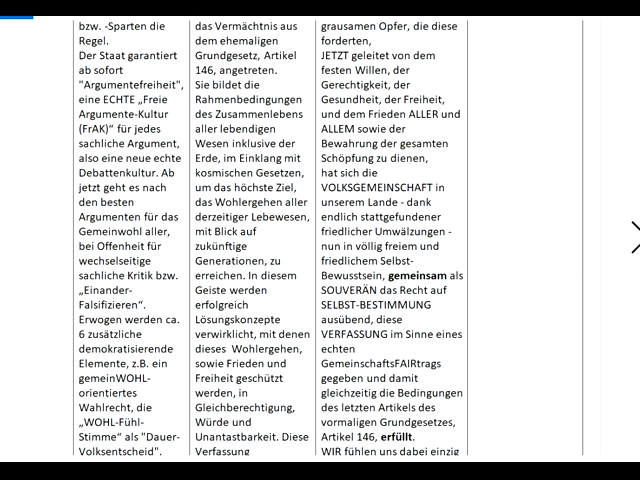 bzw. -Sparten die
Regel.
Der Staat garantiert
ab sofort
"Argumentefreiheit",
eine ECHTE „Freie
Argumente-Kultur
(FrAK)“ für jedes
sachliche Argument,
also eine neue echte
Debattenkultur. Ab
jetzt geht es nach
den besten
Argumenten für das
Gemeinwohl aller,
bei Offenheit für
wechselseitige
sachliche Kritik bzw.
„Einander-
Falsifizieren“.
Erwogen werden ca.
6 zusätzliche
demokratisierende
Elemente, z.B. ein
gemeinWOHL-
orientiertes
Wahlrecht, die
„WOHL-Fühl-
Stimme“ als "Dauer-
Volksentscheid".
das Vermächtnis aus
dem ehemaligen
Grundgesetz, Artikel
146, angetreten.
Sie bildet die
Rahmenbedingungen
des Zusammenlebens
aller lebendigen
Wesen inklusive der
Erde, im Einklang mit
kosmischen Gesetzen,
um das höchste Ziel,
das Wohlergehen aller
derzeitiger Lebewesen,
mit Blick auf
zukünftige
Generationen, zu
erreichen. In diesem
Geiste werden
erfolgreich
Lösungskonzepte
verwirklicht, mit denen
dieses Wohlergehen,
sowie Frieden und
Freiheit geschützt
werden, in
Gleichberechtigung,
Würde und
Unantastbarkeit. Diese
Verfassung
grausamen Opfer, die diese
forderten,
JETZT geleitet von dem
festen Willen, der
Gerechtigkeit, der
Gesundheit, der Freiheit,
und dem Frieden ALLER und
ALLEM sowie der
Bewahrung der gesamten
Schöpfung zu dienen,
hat sich die
VOLKSGEMEINSCHAFT in
unserem Lande - dank
endlich stattgefundener
friedlicher Umwälzungen -
nun in völlig freiem und
friedlichem Selbst-
Bewusstsein, gemeinsam als
SOUVERÄN das Recht auf
SELBST-BESTIMMUNG
ausübend, diese
VERFASSUNG im Sinne eines
echten
GemeinschaftsFAIRtrags
gegeben und damit
gleichzeitig die Bedingungen
des letzten Artikels des
vormaligen Grundgesetzes,
Artikel 146, erfüllt.
WIR fühlen uns dabei einzig